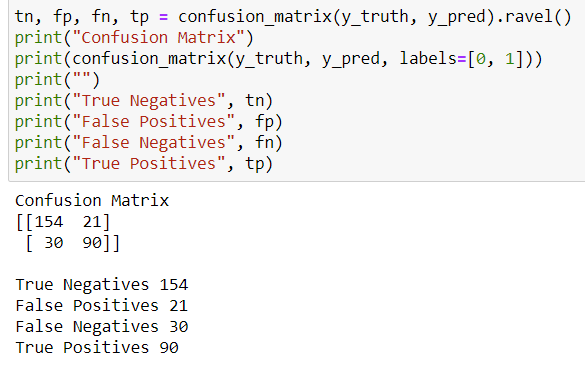 tn, fp, fn, tp = confusion_matrix(y_truth, y_pred).ravel()
print("Confusion Matrix")
print(confusion_matrix(y_truth, y_pred, labels=[0, 1]))
print("")
print("True Negatives", tn)
print("False Positives", fp)
print("False Negatives", fn)
print("True Positives", tp)
Confusion Matrix
[[154  21]
 [ 30  90]]
True Negatives 154
False Positives 21
False Negatives 30
True Positives 90